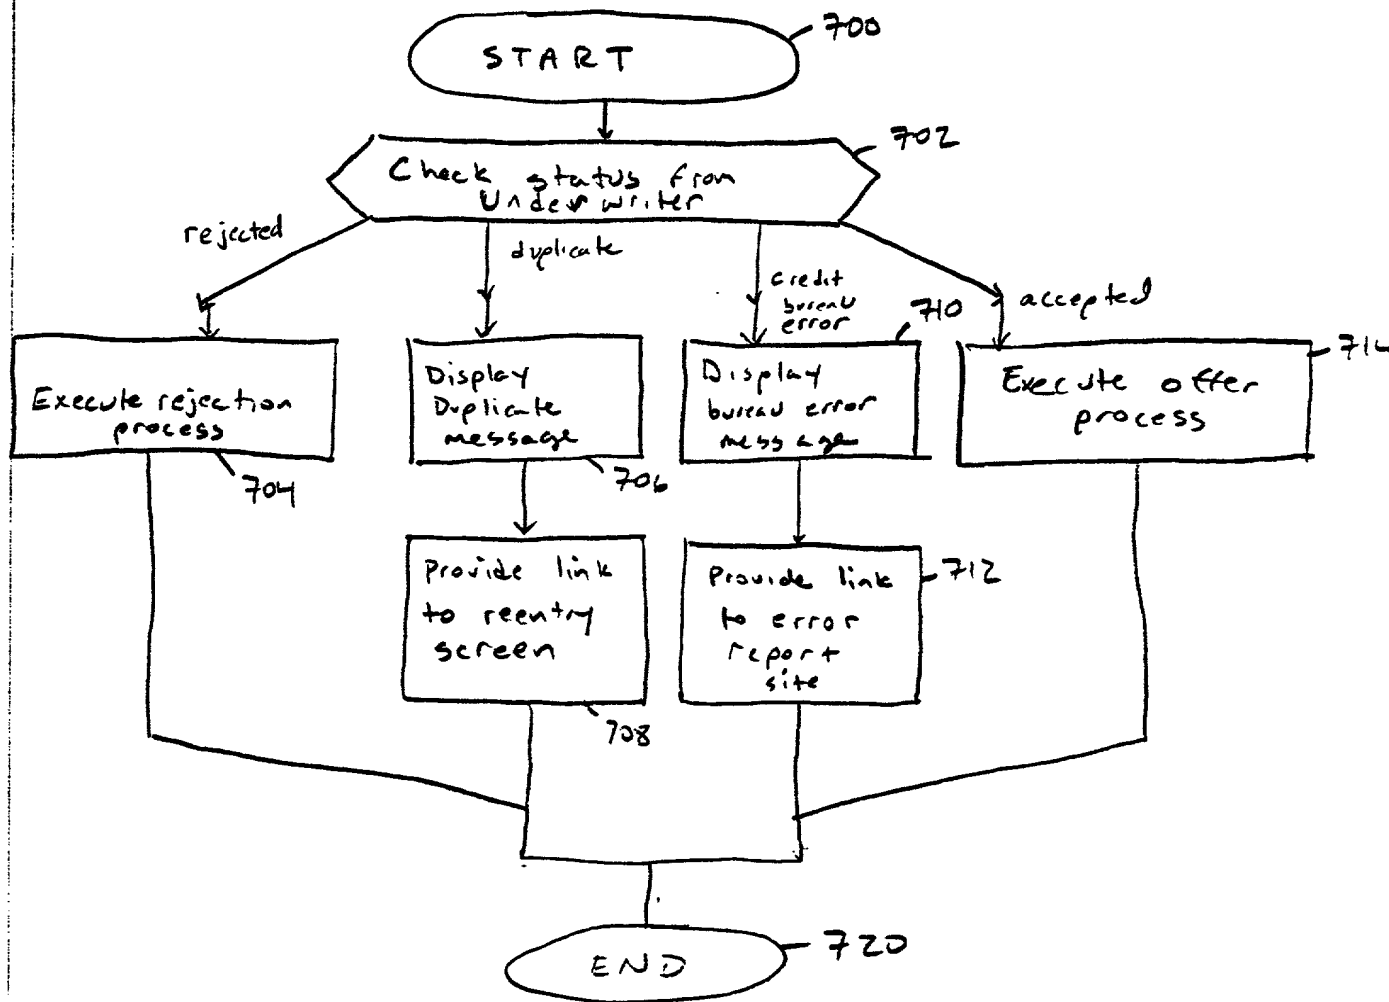 700
START
702
Check status from
Underwriter
rejected
duplicate
credit
bureau
error
accepted
710
Execute rejection
process
704
Display
Duplicate
message
706
Display
bureau error
message
Execute offer
process
Provide link
to reentry
screen
708
Provide link
to error
report
site
712
END
720